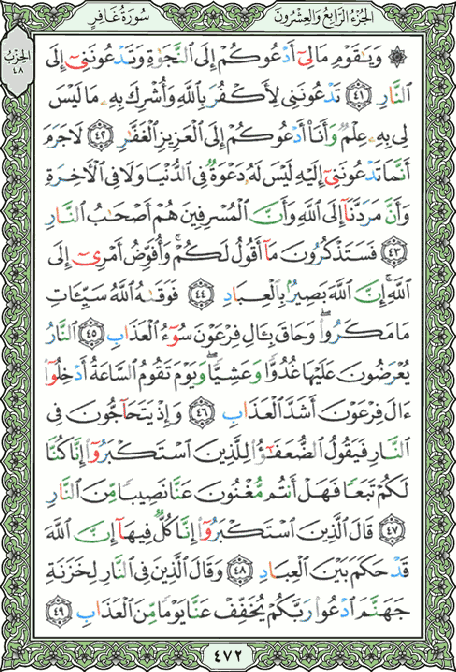 سُورَةُ غَافِرٍ الجُزْءُ الرَّابِعُ وَالعِشْرُونَ
الحِزْبُ
٤٨
۞ وَيَٰقَوْمِ مَا لِىٓ أَدْعُوكُمْ إِلَى ٱلنَّجَوٰةِ وَتَدْعُونَنِىٓ إِلَى
ٱلنَّارِ ٤١ تَدْعُونَنِى لِأَكْفُرَ بِٱللَّهِ وَأُشْرِكَ بِهِۦ مَا لَيْسَ
لِى بِهِۦ عِلْمٌ وَأَنَا۠ أَدْعُوكُمْ إِلَى ٱلْعَزِيزِ ٱلْغَفَّٰرِ ٤٢ لَا جَرَمَ
أَنَّمَا تَدْعُونَنِىٓ إِلَيْهِ لَيْسَ لَهُۥ دَعْوَةٌ فِى ٱلدُّنْيَا وَلَا فِى ٱلْءَاخِرَةِ
وَأَنَّ مَرَدَّنَآ إِلَى ٱللَّهِ وَأَنَّ ٱلْمُسْرِفِينَ هُمْ أَصْحَٰبُ ٱلنَّارِ
٤٣ فَسَتَذْكُرُونَ مَآ أَقُولُ لَكُمْ ۚ وَأُفَوِّضُ أَمْرِىٓ إِلَى
ٱللَّهِ ۚ إِنَّ ٱللَّهَ بَصِيرٌۢ بِٱلْعِبَادِ ٤٤ فَوَقَىٰهُ ٱللَّهُ سَيِّـَٔاتِ
مَا مَكَرُوا۟ ۖ وَحَاقَ بِـَٔالِ فِرْعَوْنَ سُوٓءُ ٱلْعَذَابِ ٤٥ ٱلنَّارُ
يُعْرَضُونَ عَلَيْهَا غُدُوًّا وَعَشِيًّا ۖ وَيَوْمَ تَقُومُ ٱلسَّاعَةُ أَدْخِلُوٓا۟
ءَالَ فِرْعَوْنَ أَشَدَّ ٱلْعَذَابِ ٤٦ وَإِذْ يَتَحَآجُّونَ فِى
ٱلنَّارِ فَيَقُولُ ٱلضُّعَفَٰٓؤُا۟ لِلَّذِينَ ٱسْتَكْبَرُوٓا۟ إِنَّا كُنَّا
لَكُمْ تَبَعًا فَهَلْ أَنتُم مُّغْنُونَ عَنَّا نَصِيبًا مِّنَ ٱلنَّارِ
٤٧ قَالَ ٱلَّذِينَ ٱسْتَكْبَرُوٓا۟ إِنَّا كُلٌّ فِيهَآ إِنَّ ٱللَّهَ
قَدْ حَكَمَ بَيْنَ ٱلْعِبَادِ ٤٨ وَقَالَ ٱلَّذِينَ فِى ٱلنَّارِ لِخَزَنَةِ
جَهَنَّمَ ٱدْعُوا۟ رَبَّكُمْ يُخَفِّفْ عَنَّا يَوْمًا مِّنَ ٱلْعَذَابِ ٤٩
٤٧٢